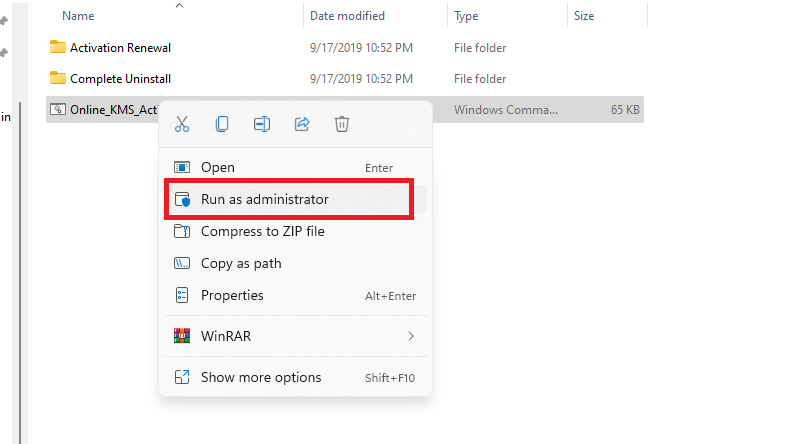 Name Date modified Type Size
Activation Renewal 9/17/2019 10:52 PM File folder
Complete Uninstall 9/17/2019 10:52 PM File folder
in Online_KMS_Acti Windows Comma... 65 KB
Open Enter
Run as administrator
Compress to ZIP file
Copy as path
Properties Alt+Enter
WinRAR
Show more options Shift+F10